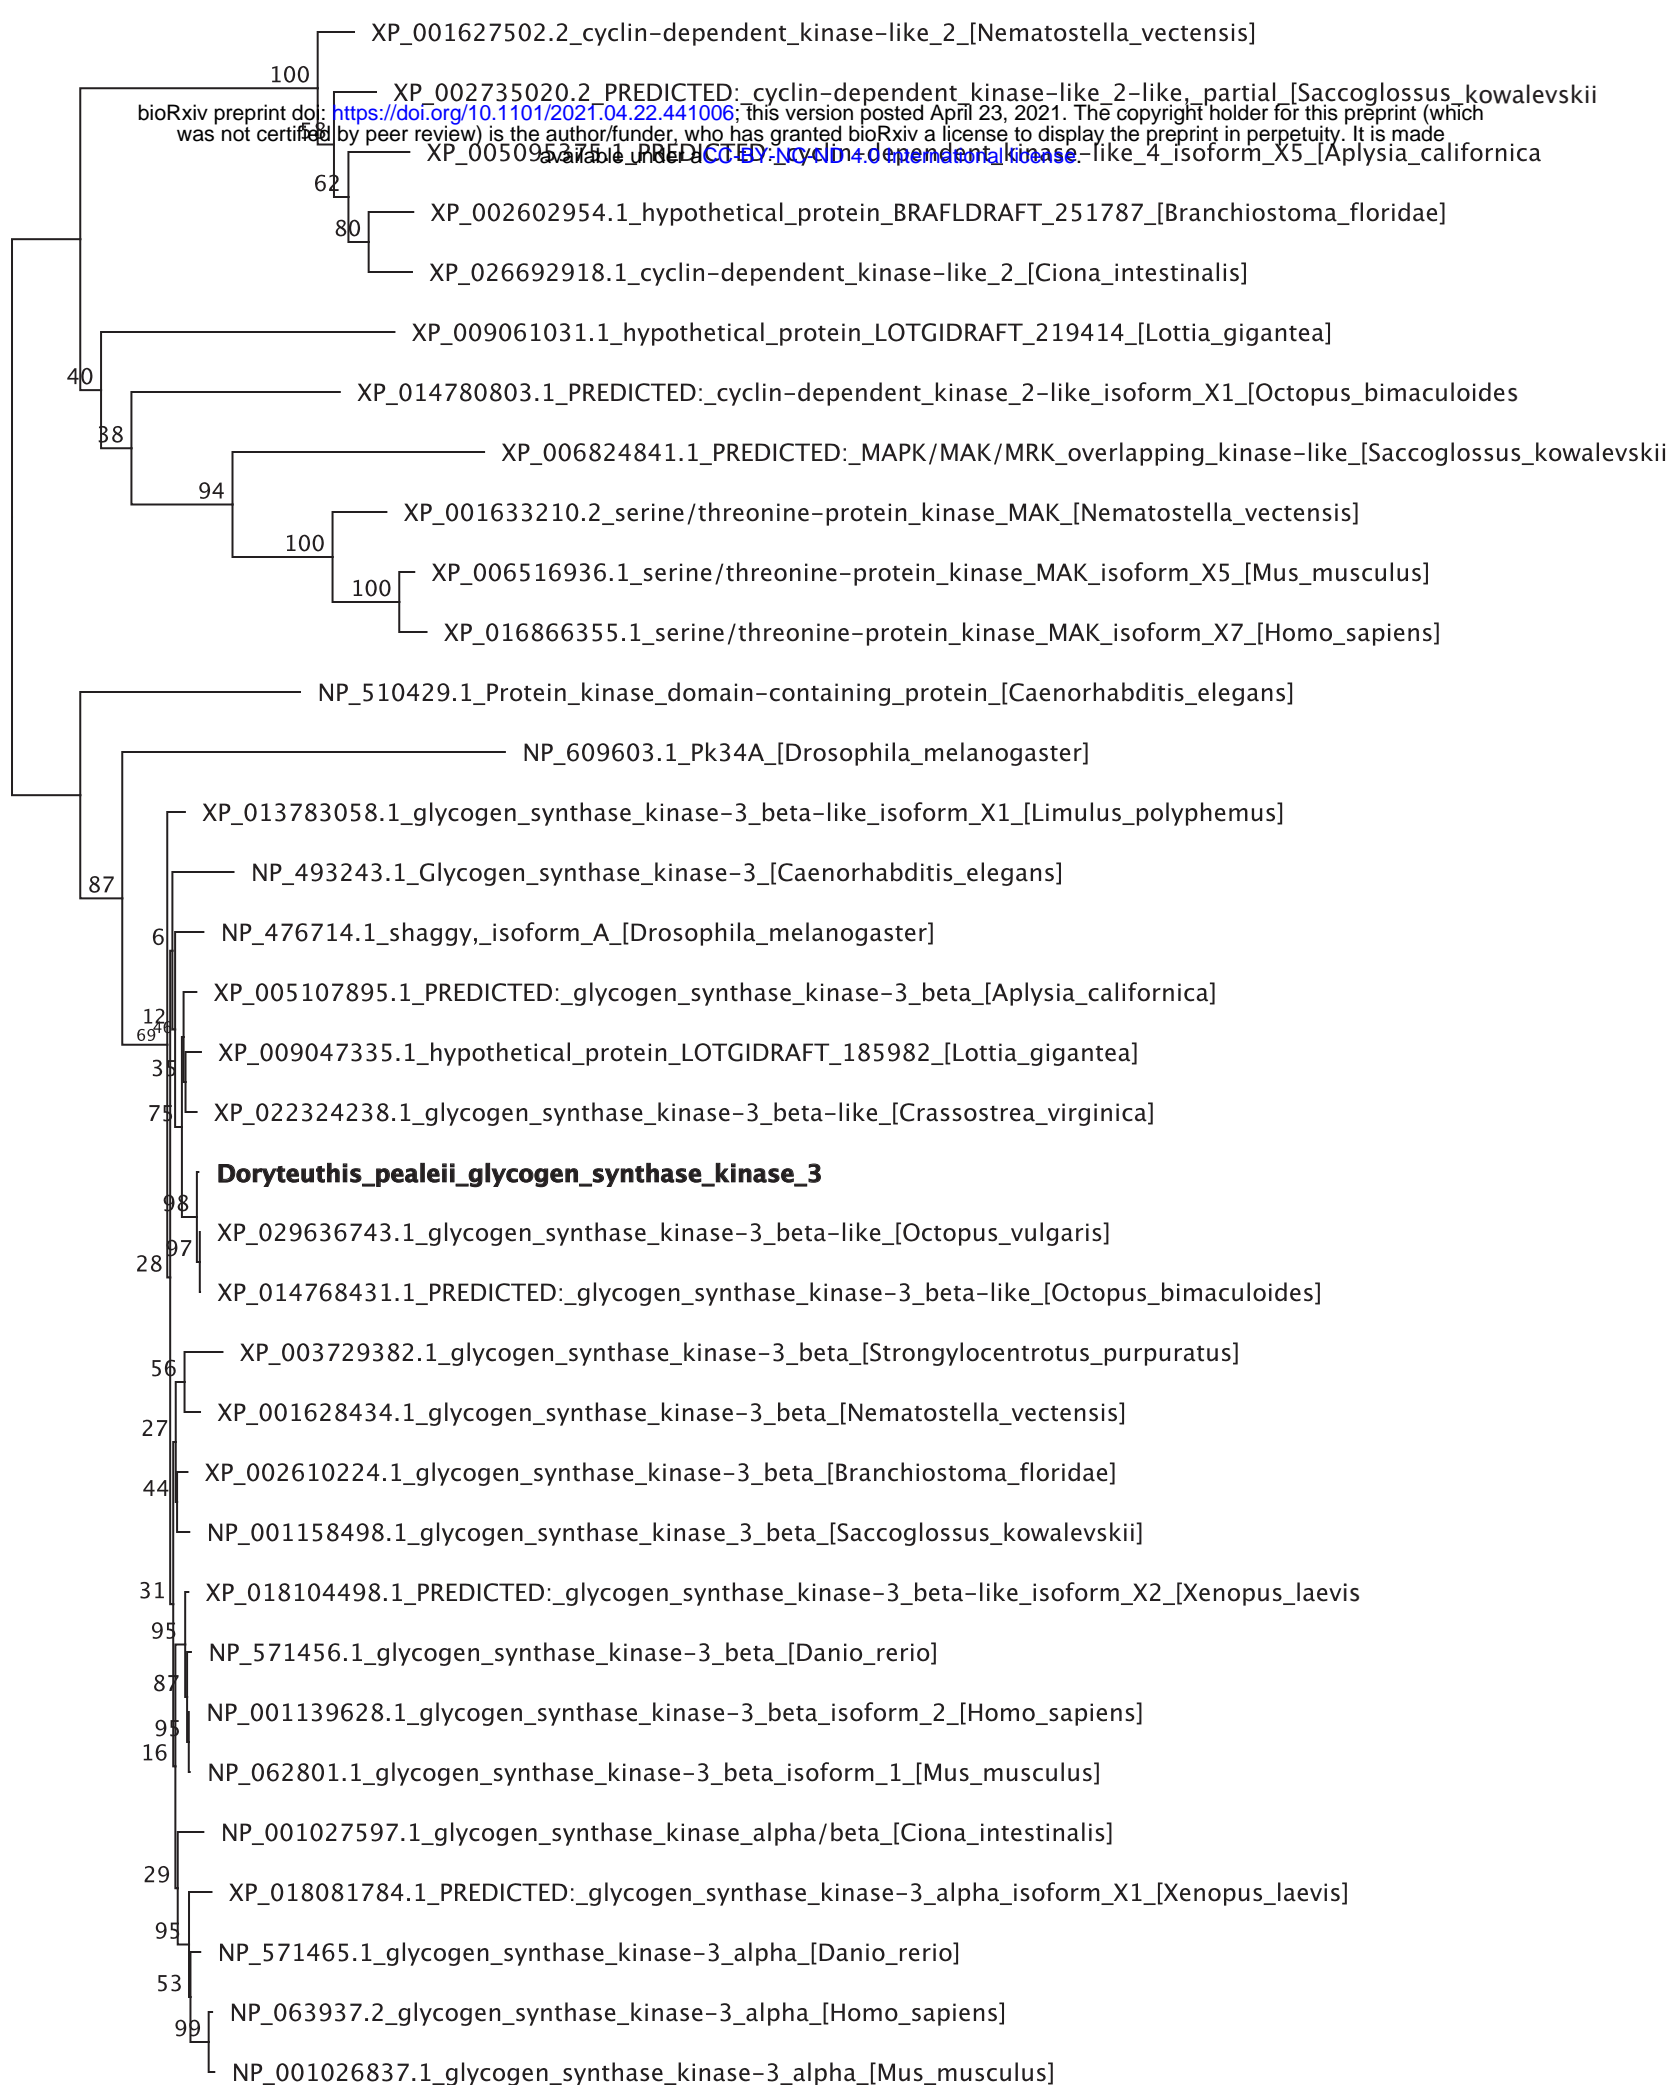 XP_001627502.2_cyclin-dependent_kinase-like_2_[Nematostella_vectensis]
100
XP_002735020.2_PREDICTED:_cyclin-dependent_kinase-like_2-like,_partial_[Saccoglossus_kowalevskii
bioRxiv preprint doi: https://doi.org/10.1101/2021.04.22.441006; this version posted April 23, 2021. The copyright holder for this preprint (which
was not certified by peer review) is the author/funder, who has granted bioRxiv a license to display the preprint in perpetuity. It is made
58
available under aCC-BY-NC-ND 4.0 International license.
XP_005095375.1_PREDICTED:_cyclin-dependent_kinase-like_4_isoform_X5_[Aplysia_californica
62
XP_002602954.1_hypothetical_protein_BRAFLDRAFT_251787_[Branchiostoma_floridae]
80
XP_026692918.1_cyclin-dependent_kinase-like_2_[Ciona_intestinalis]
XP_009061031.1_hypothetical_protein_LOTGIDRAFT_219414_[Lottia_gigantea]
40
XP_014780803.1_PREDICTED:_cyclin-dependent_kinase_2-like_isoform_X1_[Octopus_bimaculoides
38
XP_006824841.1_PREDICTED:_MAPK/MAK/MRK_overlapping_kinase-like_[Saccoglossus_kowalevskii
94
XP_001633210.2_serine/threonine-protein_kinase_MAK_[Nematostella_vectensis]
100
XP_006516936.1_serine/threonine-protein_kinase_MAK_isoform_X5_[Mus_musculus]
100
XP_016866355.1_serine/threonine-protein_kinase_MAK_isoform_X7_[Homo_sapiens]
NP_510429.1_Protein_kinase_domain-containing_protein_[Caenorhabditis_elegans]
NP_609603.1_Pk34A_[Drosophila_melanogaster]
XP_013783058.1_glycogen_synthase_kinase-3_beta-like_isoform_X1_[Limulus_polyphemus]
NP_493243.1_Glycogen_synthase_kinase-3_[Caenorhabditis_elegans]
87
NP_476714.1_shaggy,_isoform_A_[Drosophila_melanogaster]
6
XP_005107895.1_PREDICTED:_glycogen_synthase_kinase-3_beta_[Aplysia_californica]
12
46
69
XP_009047335.1_hypothetical_protein_LOTGIDRAFT_185982_[Lottia_gigantea]
35
XP_022324238.1_glycogen_synthase_kinase-3_beta-like_[Crassostrea_virginica]
75
Doryteuthis_pealeii_glycogen_synthase_kinase_3
98
XP_029636743.1_glycogen_synthase_kinase-3_beta-like_[Octopus_vulgaris]
97
28
XP_014768431.1_PREDICTED:_glycogen_synthase_kinase-3_beta-like_[Octopus_bimaculoides]
XP_003729382.1_glycogen_synthase_kinase-3_beta_[Strongylocentrotus_purpuratus]
56
XP_001628434.1_glycogen_synthase_kinase-3_beta_[Nematostella_vectensis]
27
XP_002610224.1_glycogen_synthase_kinase-3_beta_[Branchiostoma_floridae]
44
NP_001158498.1_glycogen_synthase_kinase_3_beta_[Saccoglossus_kowalevskii]
31
XP_018104498.1_PREDICTED:_glycogen_synthase_kinase-3_beta-like_isoform_X2_[Xenopus_laevis
95
NP_571456.1_glycogen_synthase_kinase-3_beta_[Danio_rerio]
87
NP_001139628.1_glycogen_synthase_kinase-3_beta_isoform_2_[Homo_sapiens]
95
16
NP_062801.1_glycogen_synthase_kinase-3_beta_isoform_1_[Mus_musculus]
NP_001027597.1_glycogen_synthase_kinase_alpha/beta_[Ciona_intestinalis]
29
XP_018081784.1_PREDICTED:_glycogen_synthase_kinase-3_alpha_isoform_X1_[Xenopus_laevis]
95
NP_571465.1_glycogen_synthase_kinase-3_alpha_[Danio_rerio]
53
NP_063937.2_glycogen_synthase_kinase-3_alpha_[Homo_sapiens]
99
NP_001026837.1_glycogen_synthase_kinase-3_alpha_[Mus_musculus]